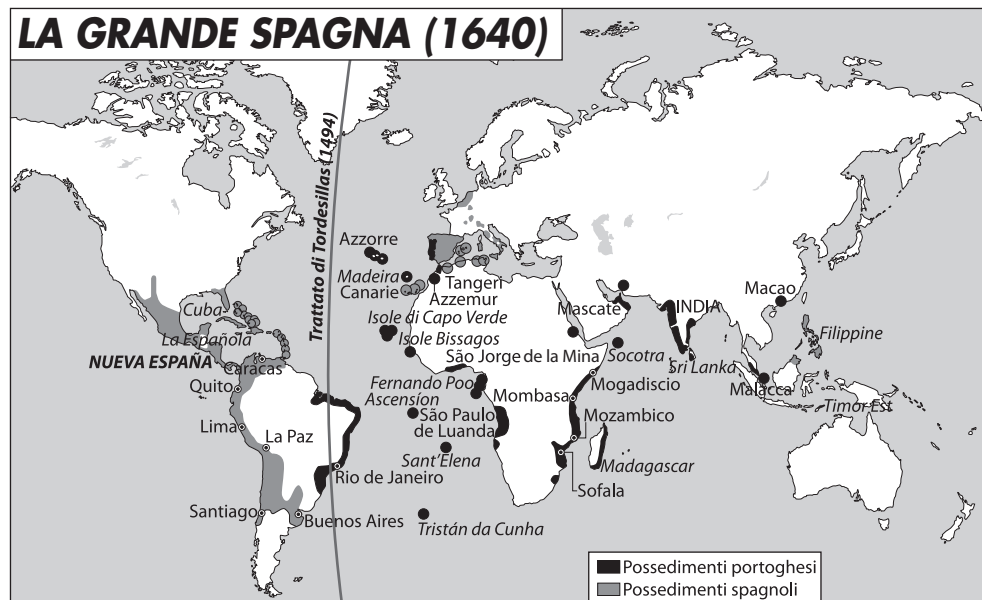 LA GRANDE SPAGNA (1640)
Trattato di Tordesillas (1494)
Azzorre
Madeira
Canarie
Tangeri
Azzemur
Isole di Capo Verde
Isole Bissagos
Cuba
La Española
NUEVA ESPAÑA
Caracas
Quito
Lima
La Paz
Rio de Janeiro
Santiago
Buenos Aires
São Jorge de la Mina
Fernando Poo
Ascensíon
São Paulo
de Luanda
Sant'Elena
Tristán da Cunha
Mascate
INDIA
Macao
Socotra
Sri Lanka
Filippine
Malacca
Timor Est
Mogadiscio
Mombasa
Mozambico
Madagascar
Sofala
Possedimenti portoghesi
Possedimenti spagnoli